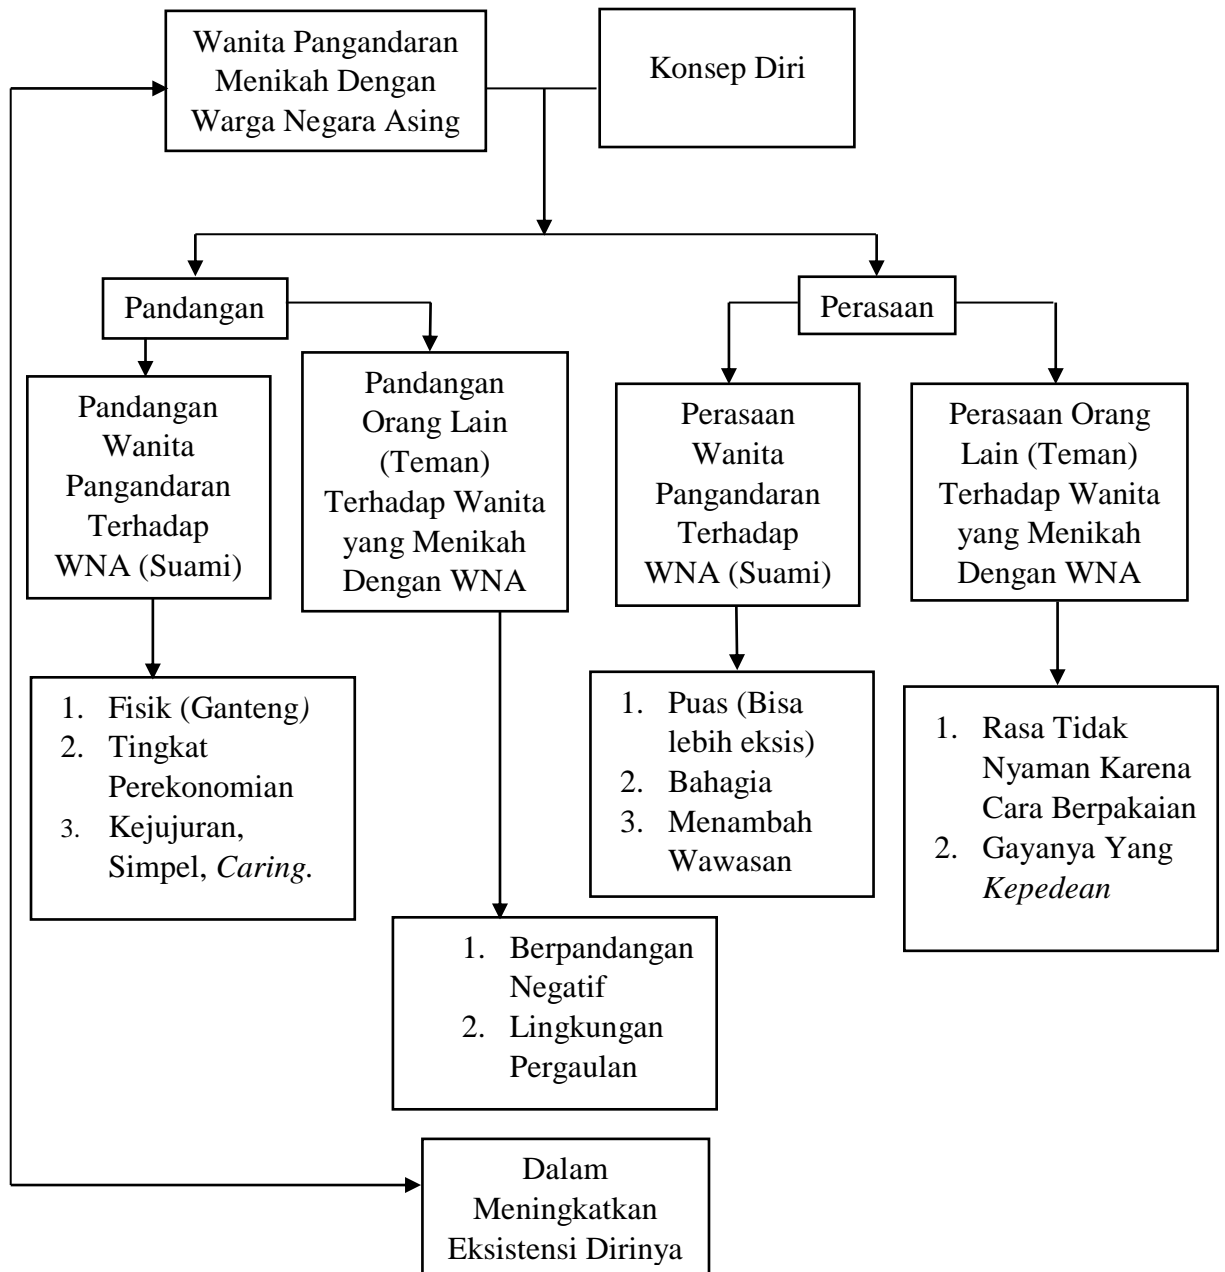 Wanita Pangandaran
Menikah Dengan
Warga Negara Asing
Konsep Diri
Pandangan
Perasaan
Pandangan
Wanita
Pangandaran
Terhadap
WNA (Suami)
Pandangan
Orang Lain
(Teman)
Terhadap Wanita
yang Menikah
Dengan WNA
Perasaan
Wanita
Pangandaran
Terhadap
WNA (Suami)
Perasaan Orang
Lain (Teman)
Terhadap Wanita
yang Menikah
Dengan WNA
1. Fisik (Ganteng)
2. Tingkat
Perekonomian
3. Kejujuran,
Simpel, Caring.
1. Berpandangan
Negatif
2. Lingkungan
Pergaulan
1. Puas (Bisa
lebih eksis)
2. Bahagia
3. Menambah
Wawasan
1. Rasa Tidak
Nyaman Karena
Cara Berpakaian
2. Gayanya Yang
Kepedean
Dalam
Meningkatkan
Eksistensi Dirinya